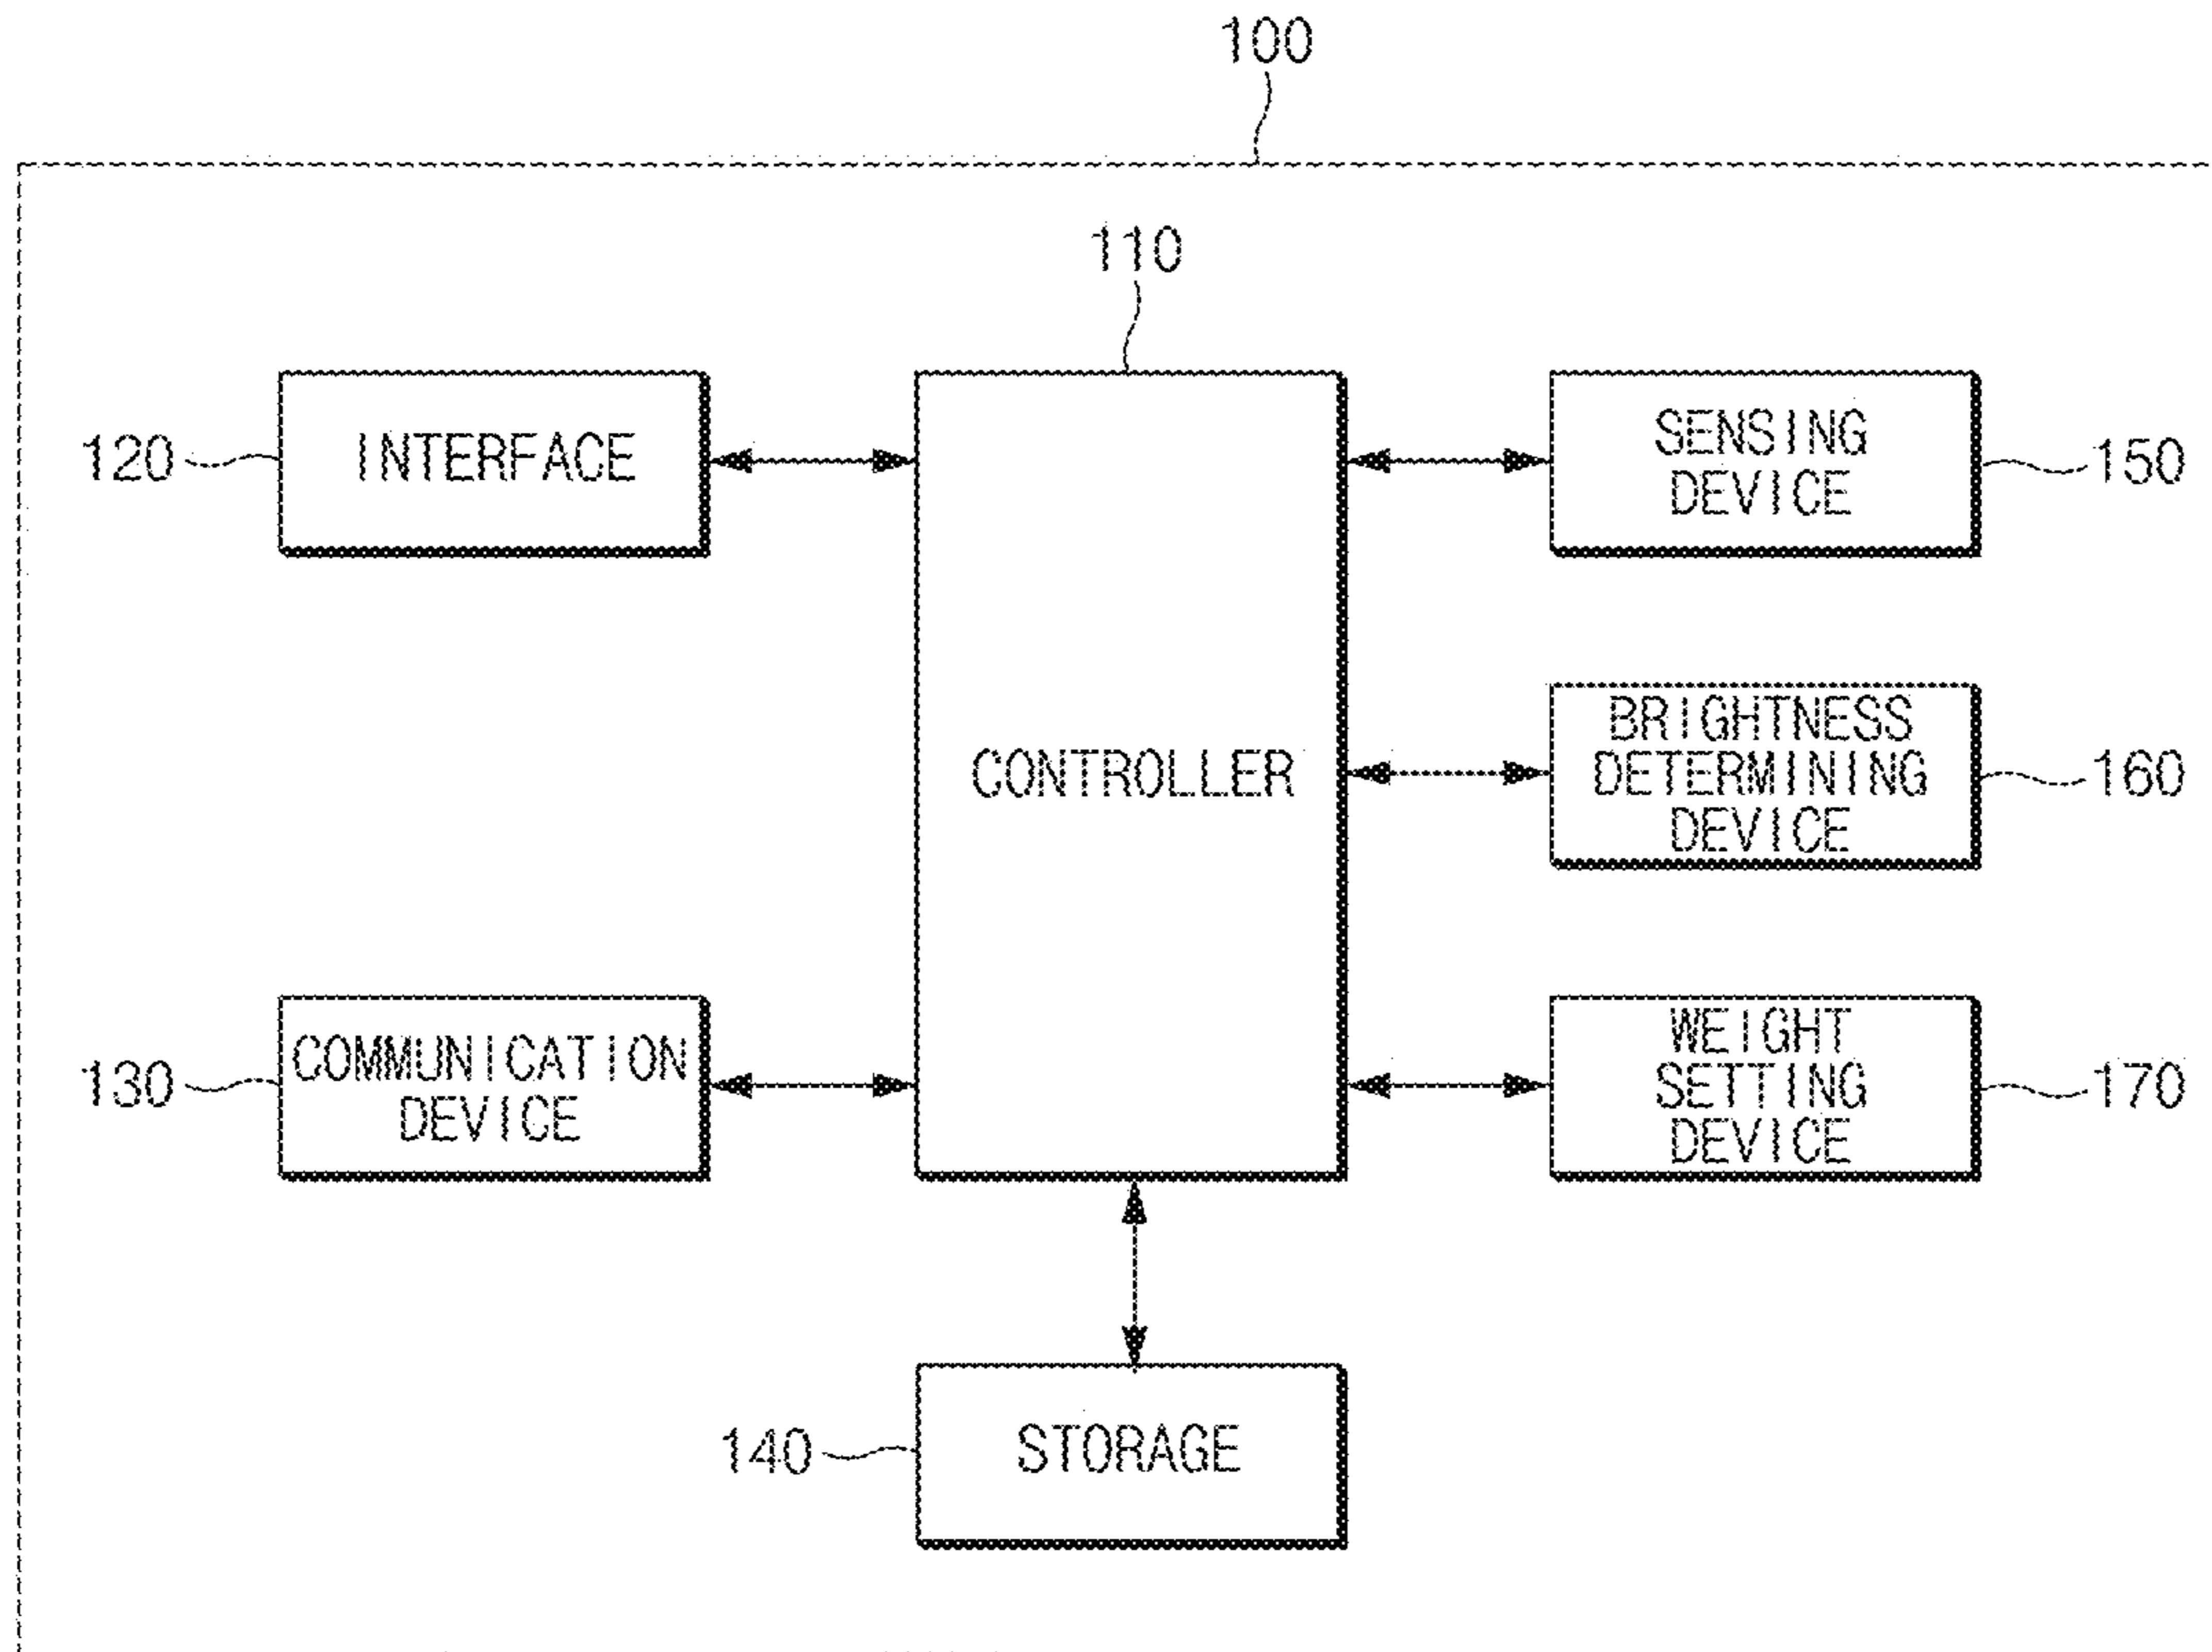 100
110
120
INTERFACE
SENSING
DEVICE
150
CONTROLLER
BRIGHTNESS
DETERMINING
DEVICE
160
130
COMMUNICATION
DEVICE
WEIGHT
SETTING
DEVICE
170
140
STORAGE